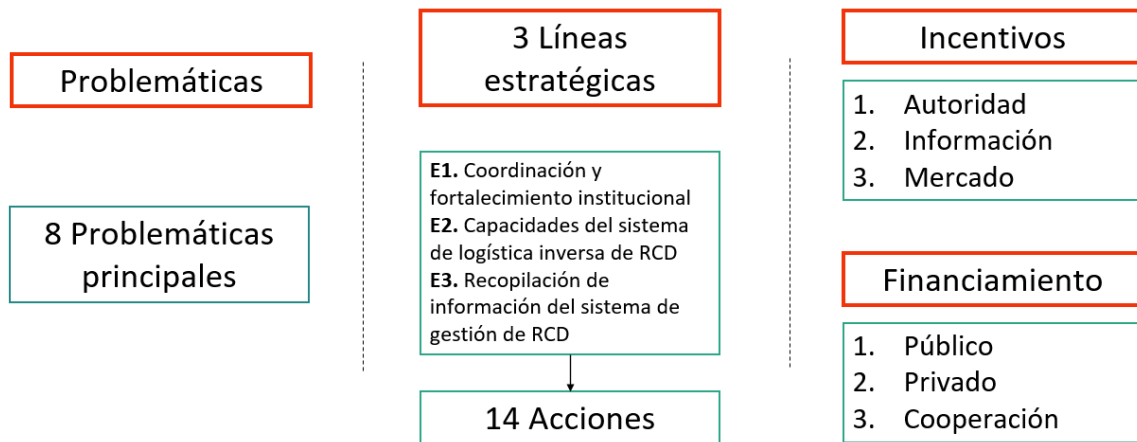 Problemáticas
8 Problemáticas
principales
3 Líneas
estratégicas
E1. Coordinación y
fortalecimiento institucional
E2. Capacidades del sistema
de logística inversa de RCD
E3. Recopilación de
información del sistema de
gestión de RCD
14 Acciones
Incentivos
1. Autoridad
2. Información
3. Mercado
Financiamiento
1. Público
2. Privado
3. Cooperación